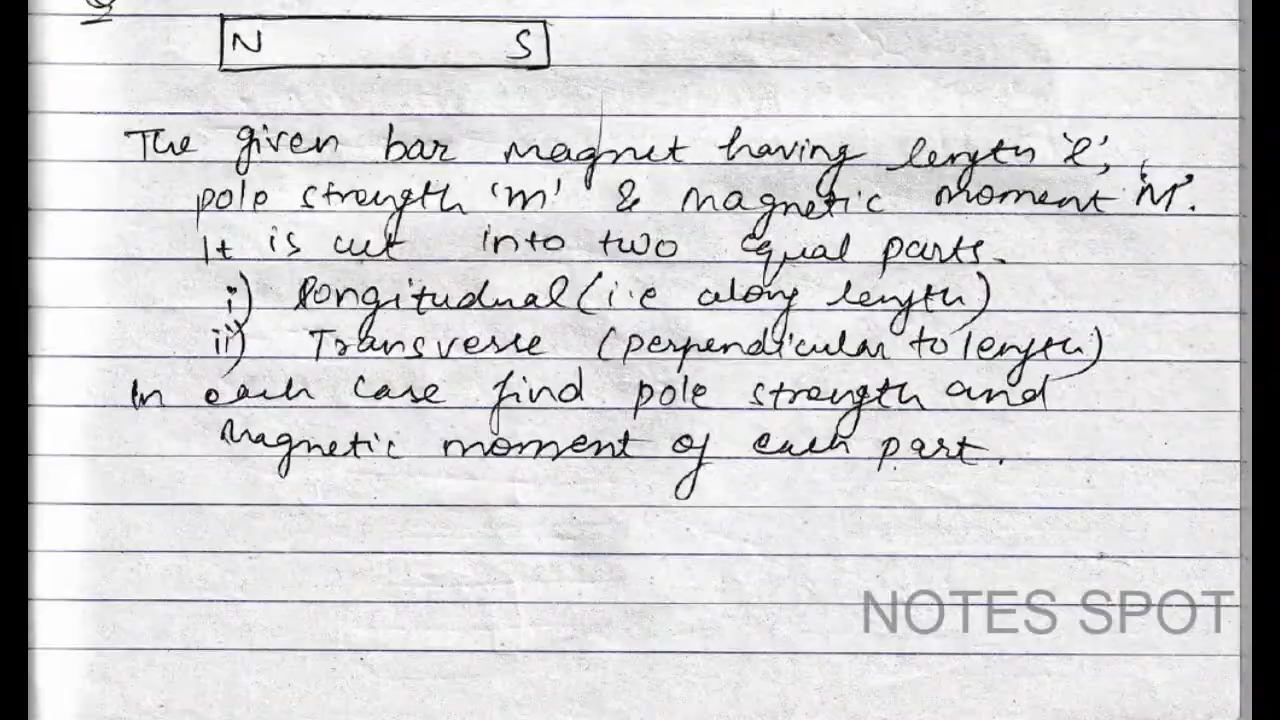 Q
N S
The given bar magnet having length 'l',
pole strength 'm' & magnetic moment 'M'.
It is cut into two equal parts.
i) longitudual (i.e along length)
ii) Transverse (perpendicular to length)
In each case find pole strength and
Magnetic moment of each part.
NOTES SPOT